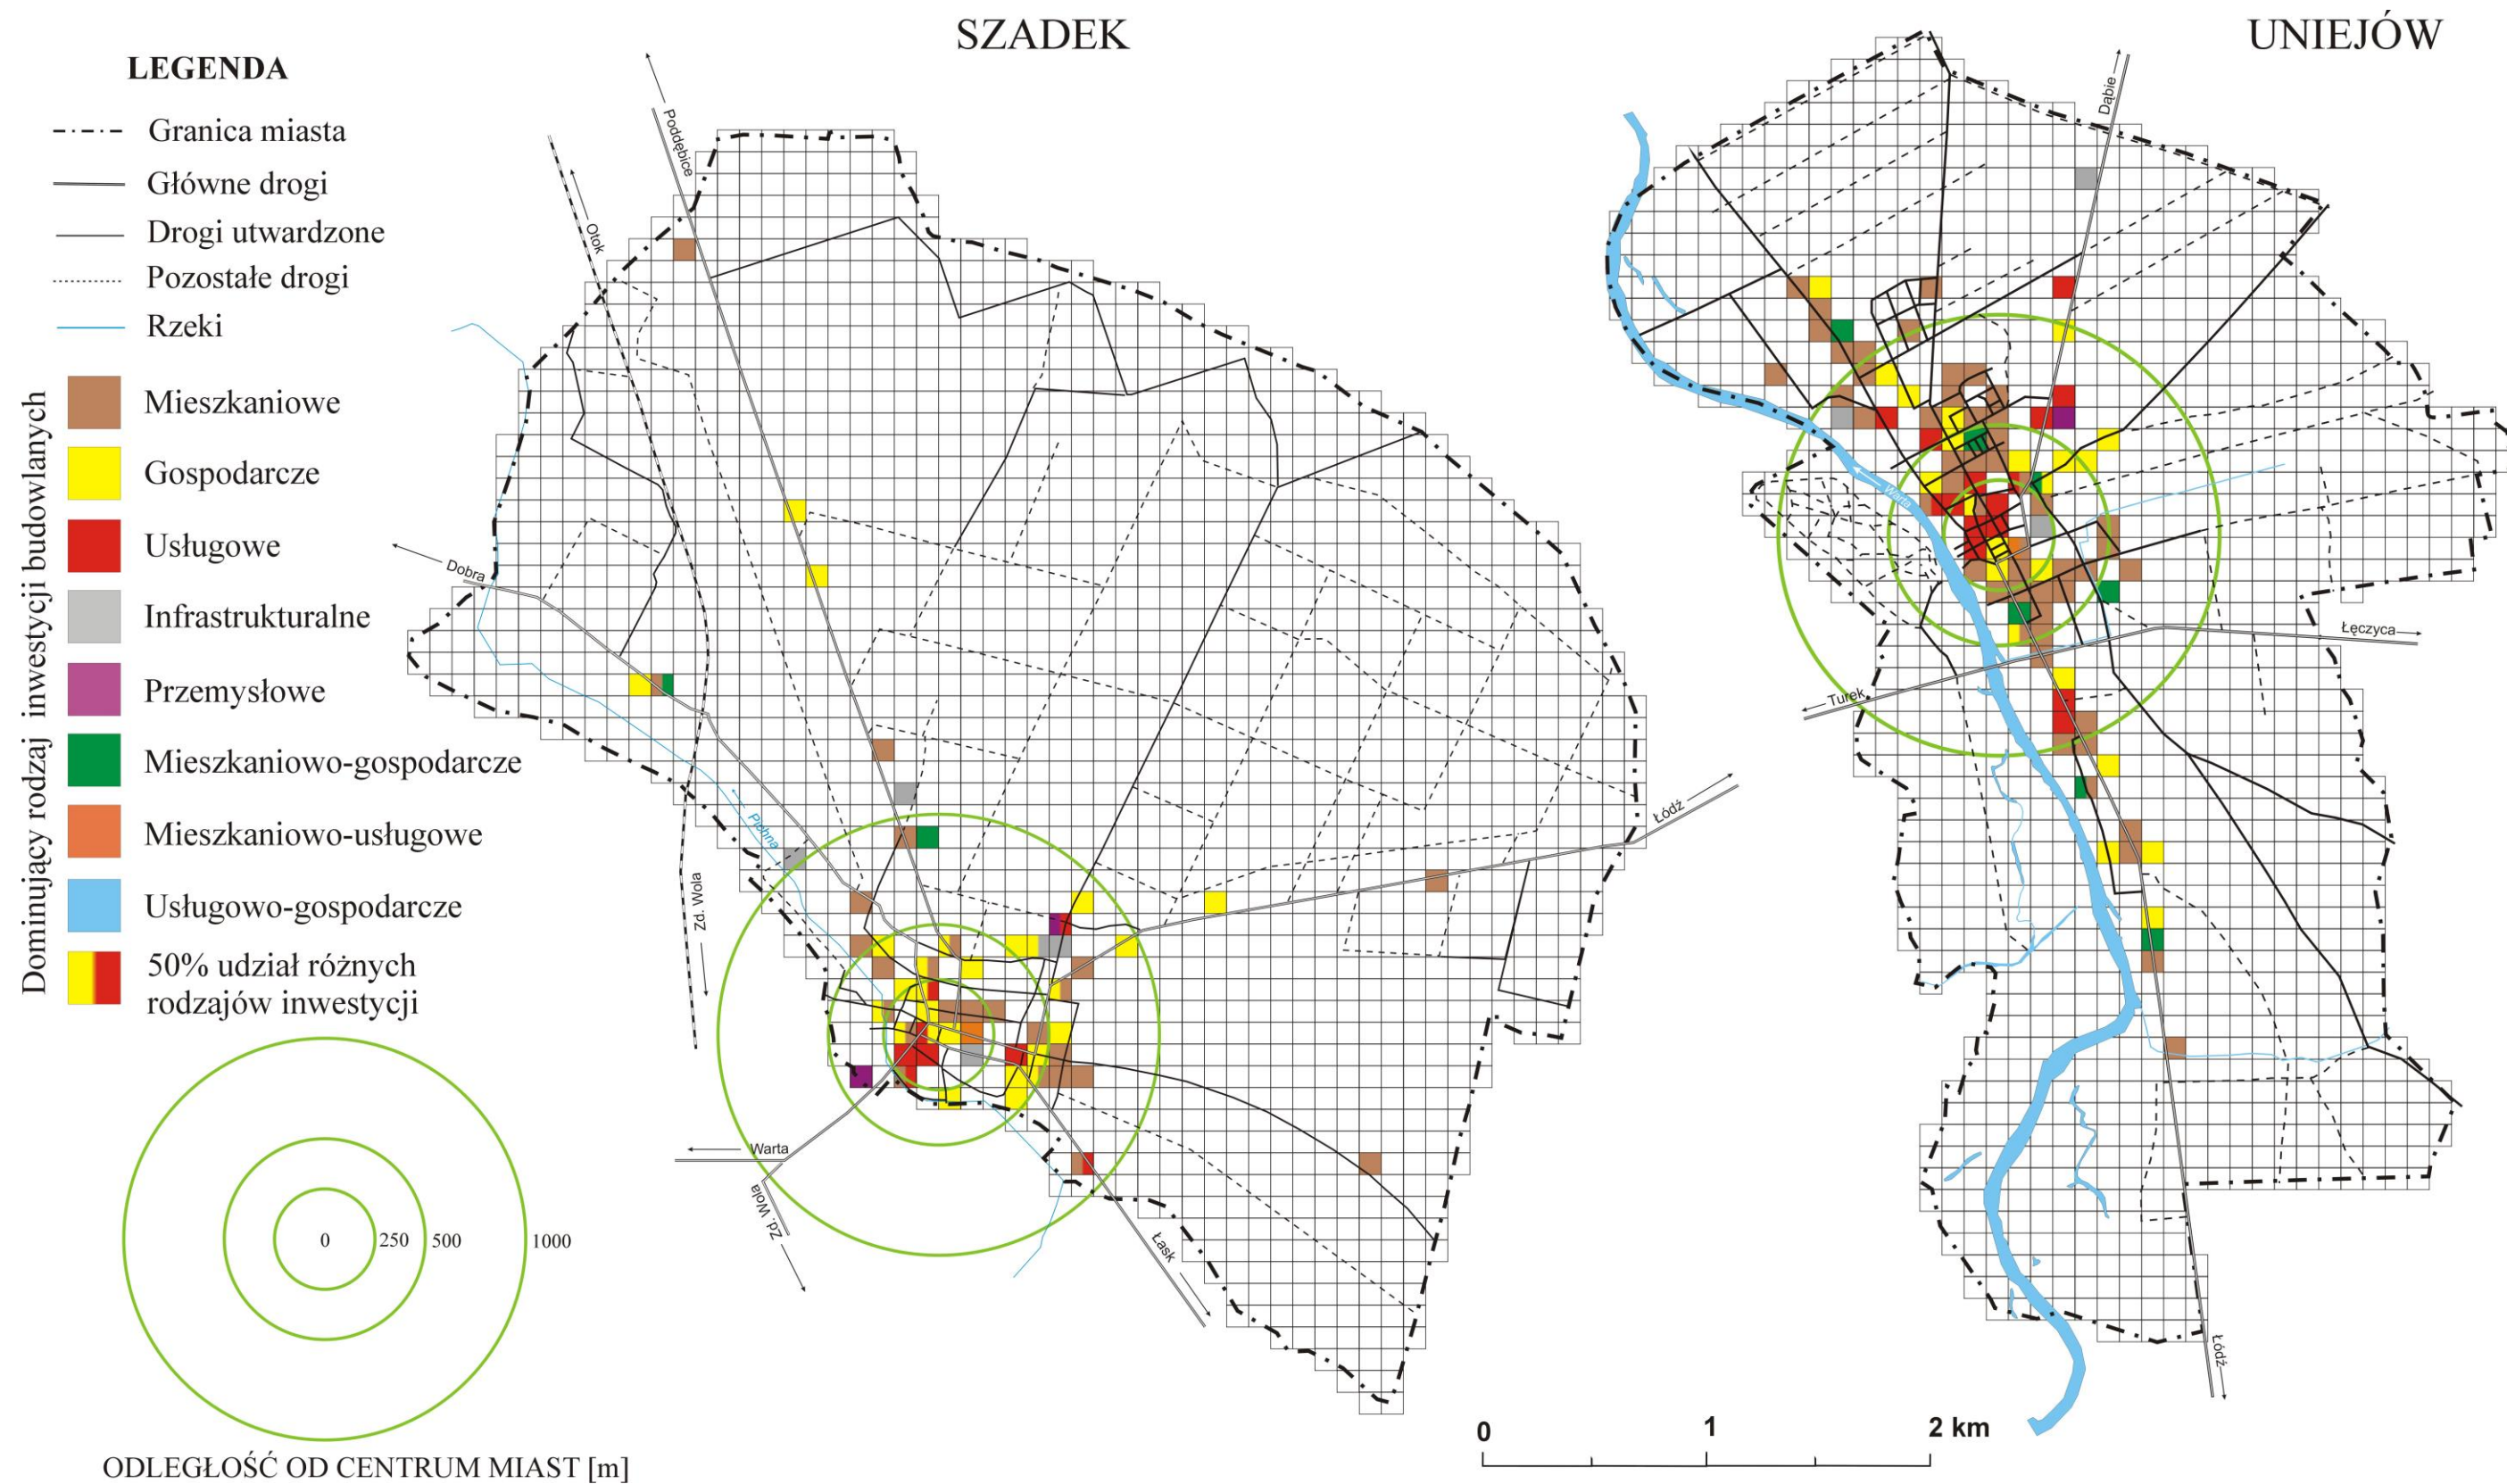 SZADEK
UNIEJÓW
LEGENDA
Granica miasta
Główne drogi
Drogi utwardzone
Pozostałe drogi
Rzeki
Dominujący rodzaj inwestycji budowlanych
Mieszkaniowe
Gospodarcze
Usługowe
Infrastrukturalne
Przemysłowe
Mieszkaniowo-gospodarcze
Mieszkaniowo-usługowe
Usługowo-gospodarcze
50% udział różnych
rodzajów inwestycji
0
250
500
1000
ODLEGŁOŚĆ OD CENTRUM MIAST [m]
Poddębice
Otok
Dobra
Pichna
Zd. Wola
Łódź
Warta
Zd. Wola
Łask
Dąbie
Warta
Łęczyca
Turek
Łódź
0 1 2 km